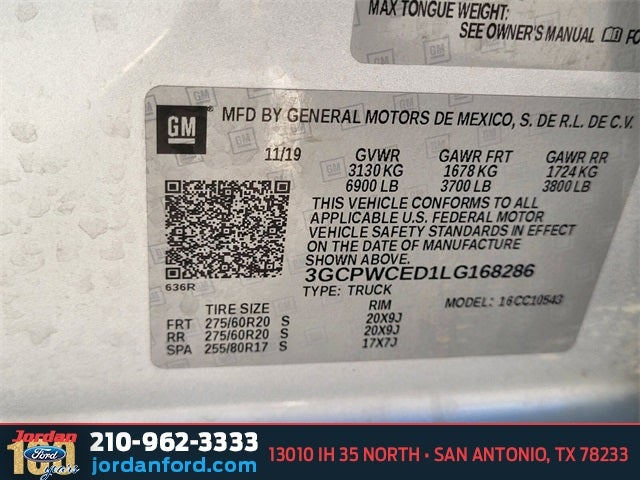 MAX TONGUE WEIGHT:
SEE OWNER'S MANUAL FO
GM
MFD BY GENERAL MOTORS DE MEXICO, S. DE R.L. DE C.V.
11/19 GVWR GAWR FRT GAWR RR
3130 KG 1678 KG 1724 KG
6900 LB 3700 LB 3800 LB
THIS VEHICLE CONFORMS TO ALL
APPLICABLE U.S. FEDERAL MOTOR
VEHICLE SAFETY STANDARDS IN EFFECT
ON THE DATE OF MANUFACTURE SHOWN ABOVE.
3GCPWCED1LG168286
636R
TYPE: TRUCK MODEL: 16CC10543
TIRE SIZE RIM
FRT 275/60R20 S 20X9J
RR 275/60R20 S 20X9J
SPA 255/80R17 S 17X7J
Jordan
Ford
100
years
210-962-3333
jordanford.com
13010 IH 35 NORTH • SAN ANTONIO, TX 78233